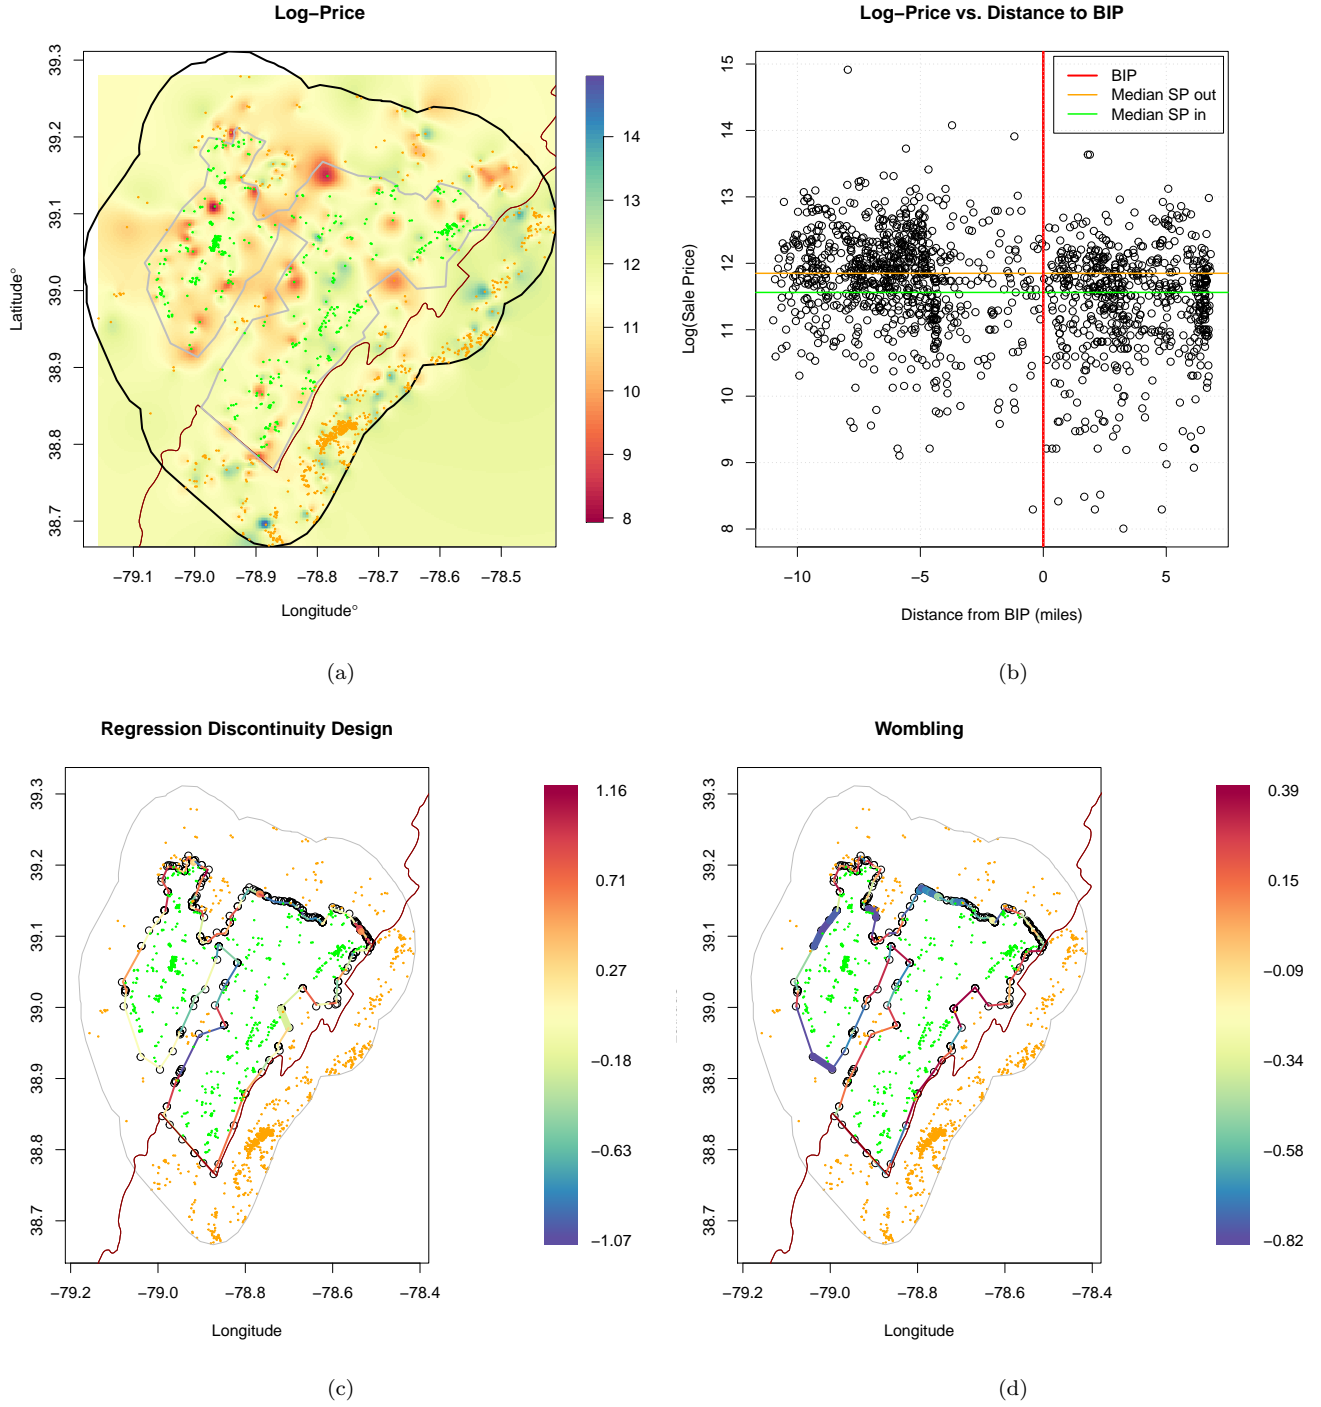 Log−Price
Latitude°
39.3
39.2
39.1
39.0
38.9
38.8
38.7
−79.1 −79.0 −78.9 −78.8 −78.7 −78.6 −78.5
Longitude°
14
13
12
11
10
9
8
(a)
Log−Price vs. Distance to BIP
Log(Sale Price)
15
14
13
12
11
10
9
8
BIP
Median SP out
Median SP in
−10 −5 0 5
Distance from BIP (miles)
(b)
Regression Discontinuity Design
39.3
39.2
39.1
39.0
38.9
38.8
38.7
−79.2 −79.0 −78.8 −78.6 −78.4
Longitude
1.16
0.71
0.27
−0.18
−0.63
−1.07
(c)
Wombling
39.3
39.2
39.1
39.0
38.9
38.8
38.7
−79.2 −79.0 −78.8 −78.6 −78.4
Longitude
0.39
0.15
−0.09
−0.34
−0.58
−0.82
(d)